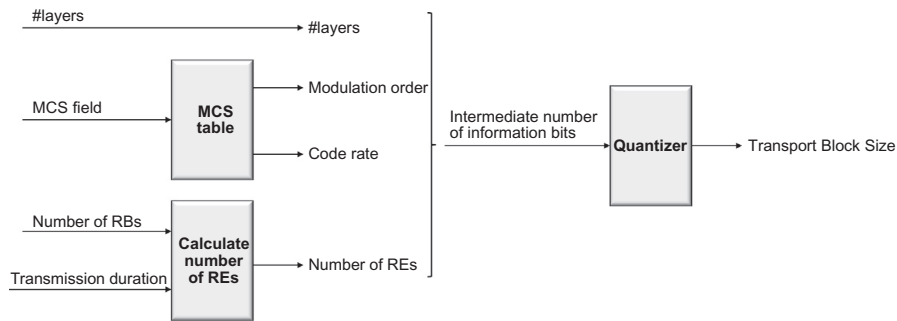 #layers
#layers
MCS field
MCS
table
Modulation order
Code rate
Number of RBs
Transmission duration
Calculate
number
of REs
Number of REs
Intermediate number
of information bits
Quantizer
Transport Block Size